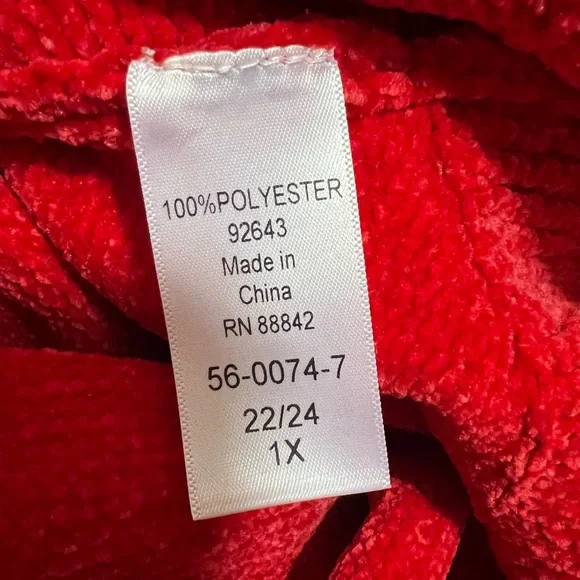 100%POLYESTER
92643
Made in
China
RN 88842
56-0074-7
22/24
1X